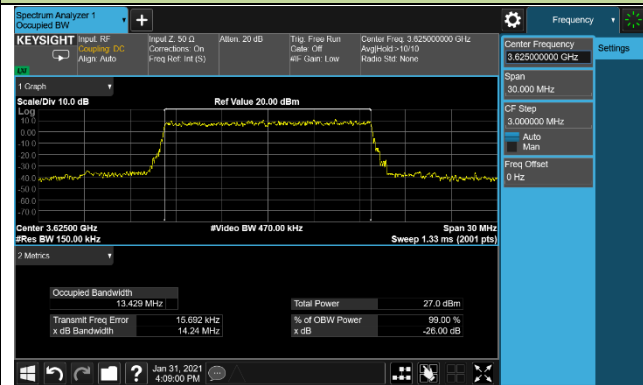 Spectrum Analyzer 1
Occupied BW
Frequency
KEYSIGHT
Input: RF
Coupling: DC
Align: Auto
Input Z: 50 Ω
Corrections: On
Freq Ref: Int (S)
Atten: 20 dB
Trig: Free Run
Gate: Off
#IF Gain: Low
Center Freq: 3.625000000 GHz
Avg|Hold:>10/10
Radio Std: None
LU
Center Frequency
3.625000000 GHz
Settings
Span
30.000 MHz
CF Step
3.000000 MHz
Auto
Man
Freq Offset
0 Hz
1 Graph
Scale/Div 10.0 dB
Ref Value 20.00 dBm
Log
10.0
0.00
-10.0
-20.0
-30.0
-40.0
-50.0
-60.0
-70.0
Center 3.62500 GHz
#Video BW 470.00 kHz
Span 30 MHz
#Res BW 150.00 kHz
Sweep 1.33 ms (2001 pts)
2 Metrics
Occupied Bandwidth
13.429 MHz
Total Power
27.0 dBm
Transmit Freq Error
15.692 kHz
% of OBW Power
99.00 %
x dB Bandwidth
14.24 MHz
x dB
-26.00 dB
?
Jan 31, 2021
4:09:00 PM